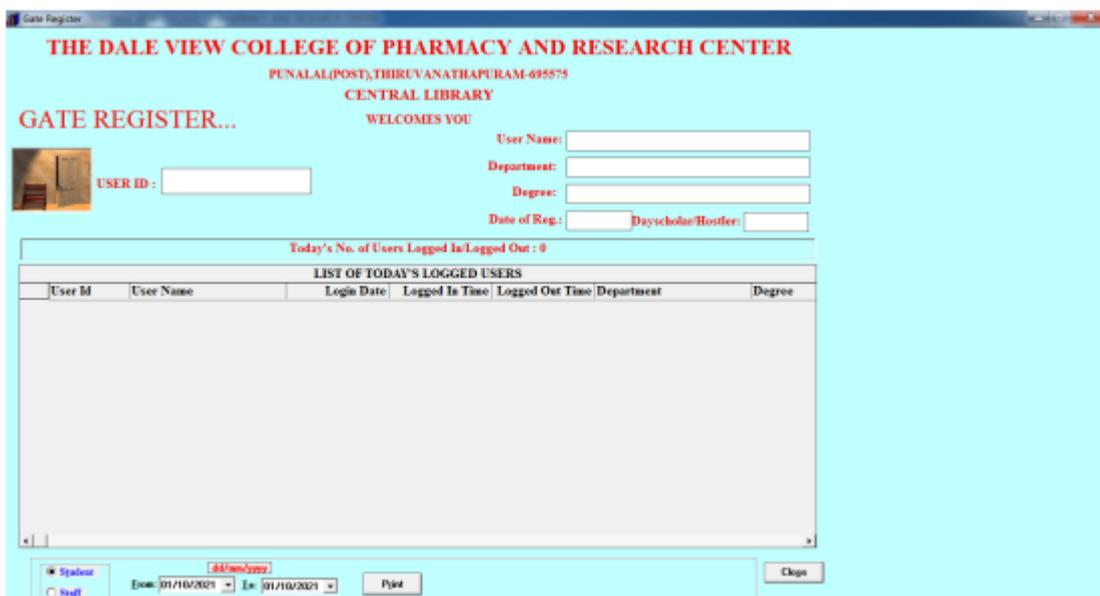 Gate Register
THE DALE VIEW COLLEGE OF PHARMACY AND RESEARCH CENTER
PUNALAL(POST),THIRUVANATHAPURAM-695575
CENTRAL LIBRARY
GATE REGISTER...
WELCOMES YOU
User Name:
USER ID :
Department:
Degree:
Date of Reg.: Dayscholar/Hostler:
Today's No. of Users Logged In/Logged Out : 0
LIST OF TODAY'S LOGGED USERS
User Id User Name Login Date Logged In Time Logged Out Time Department Degree
Student dd/mm/yyyy Close
From: 01/10/2021 To: 01/10/2021 Print
Staff